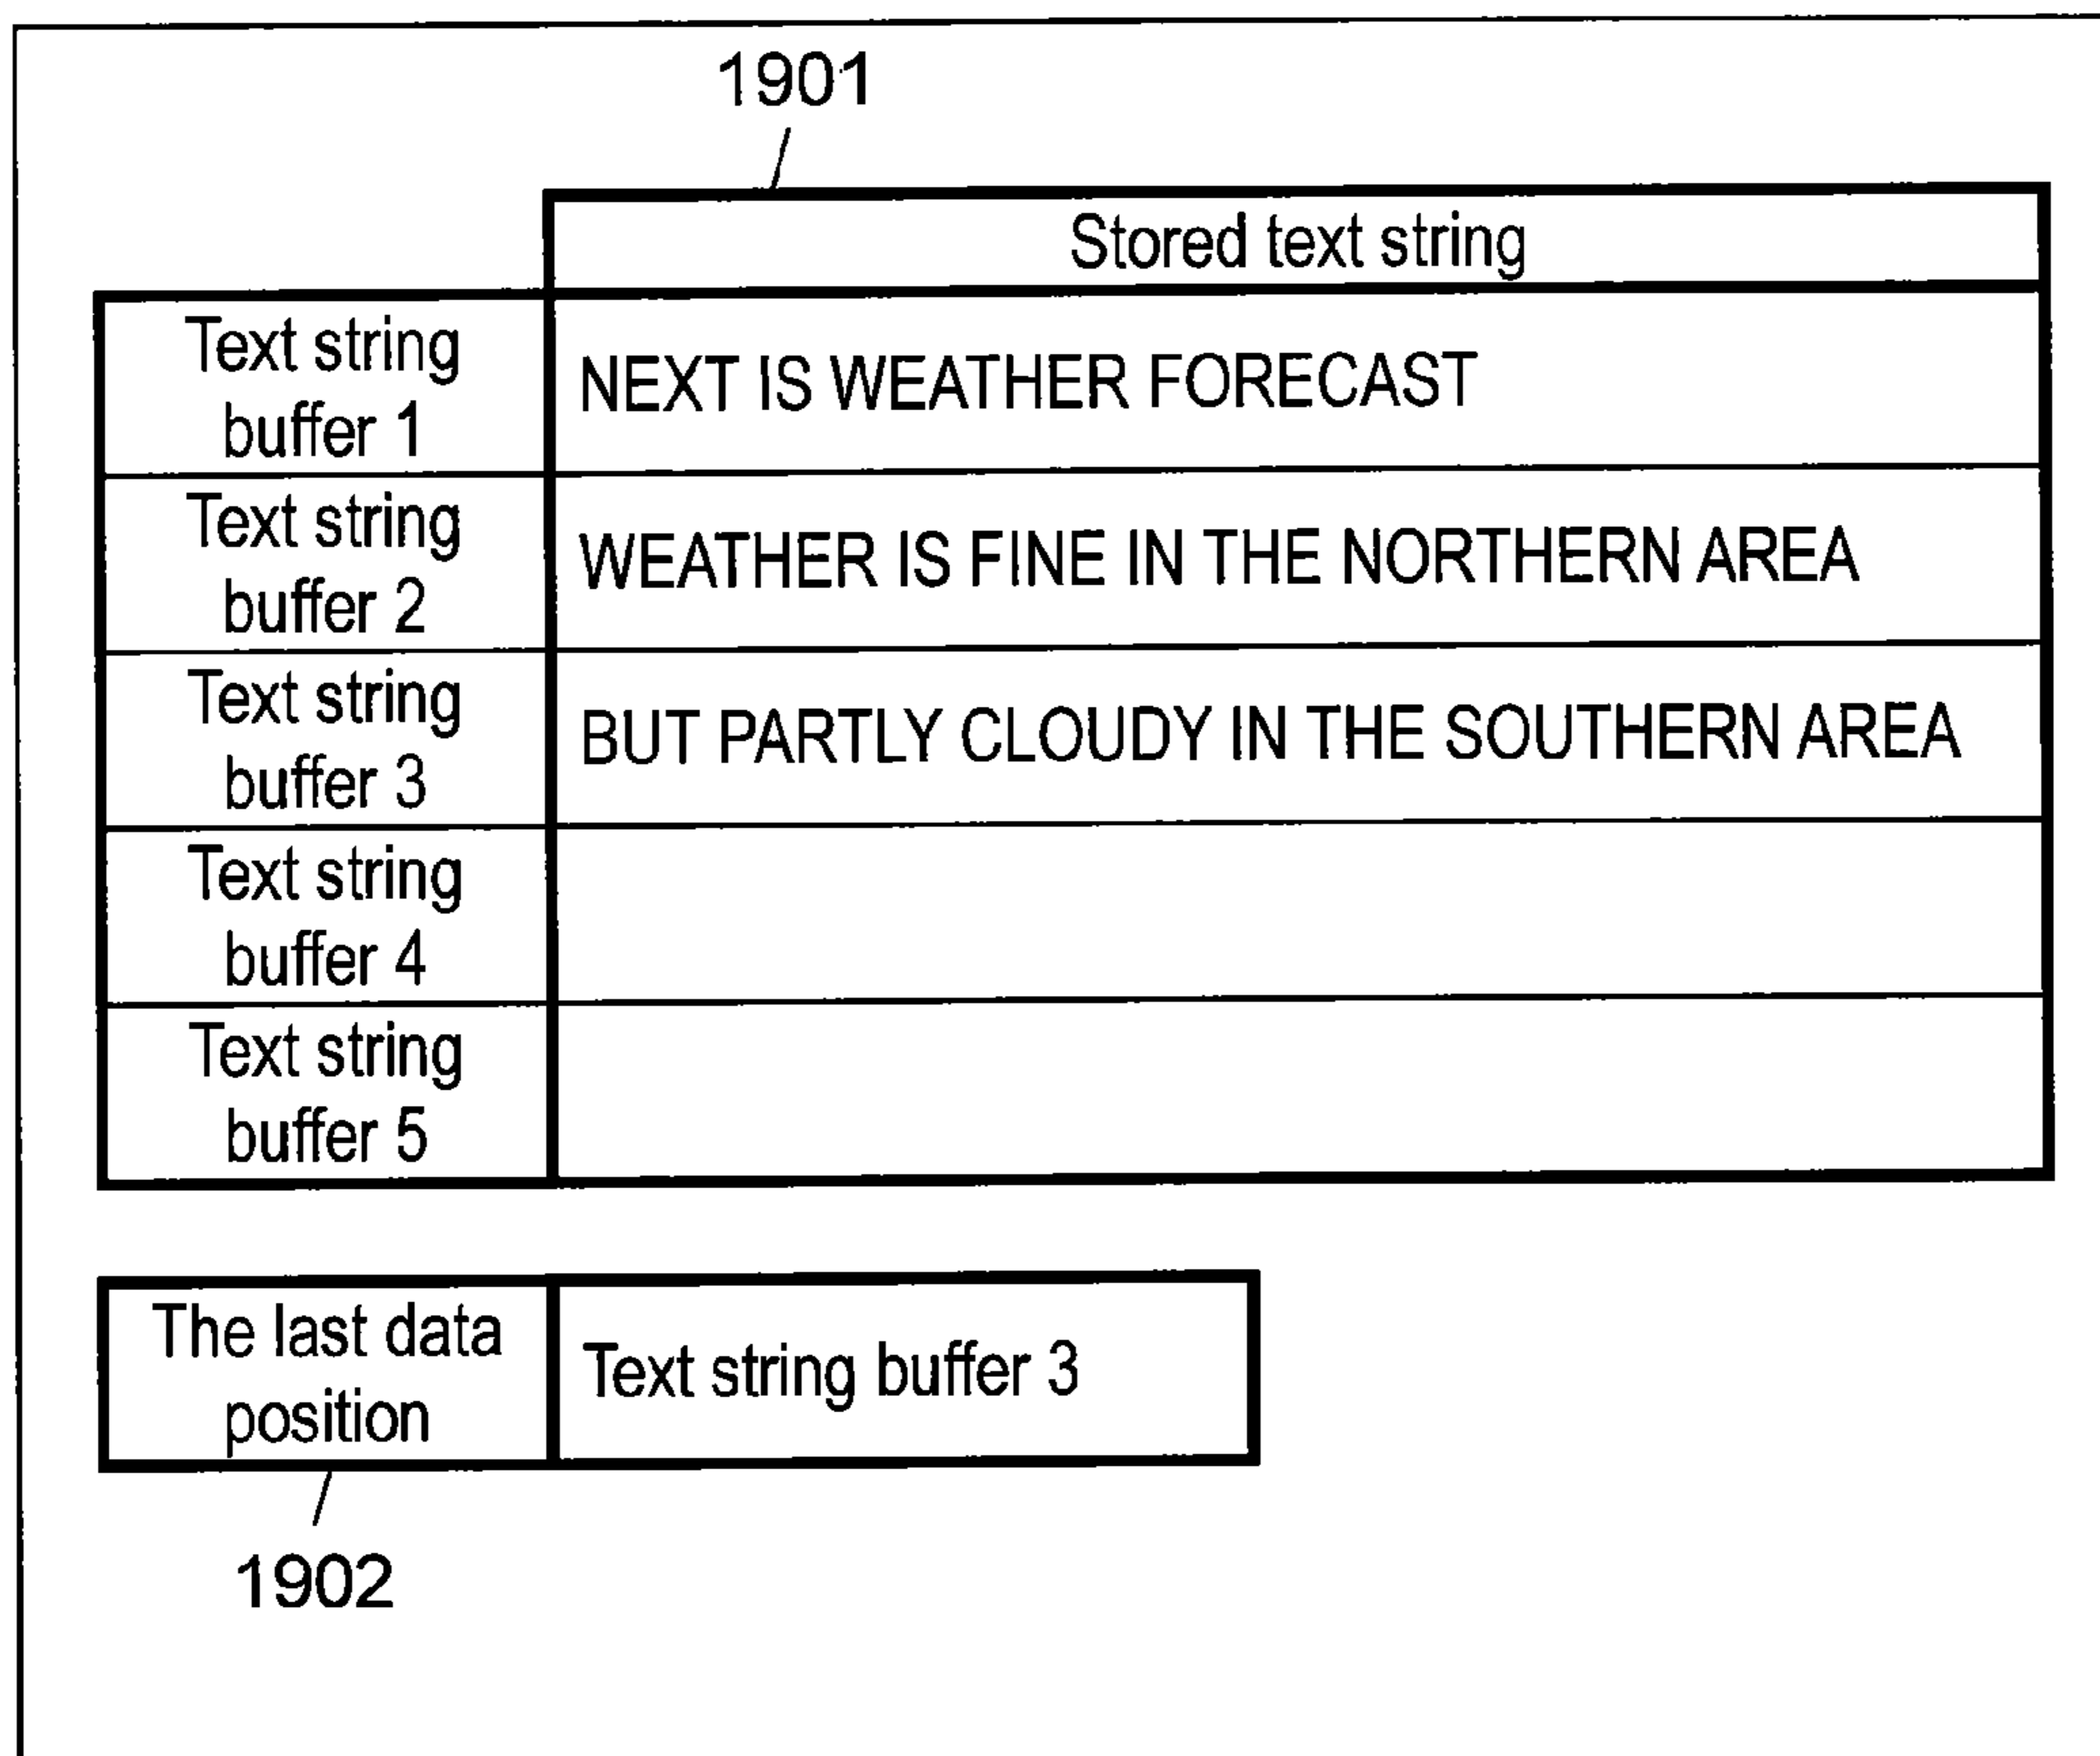 1901
Stored text string
Text string
buffer 1
NEXT IS WEATHER FORECAST
Text string
buffer 2
WEATHER IS FINE IN THE NORTHERN AREA
Text string
buffer 3
BUT PARTLY CLOUDY IN THE SOUTHERN AREA
Text string
buffer 4
Text string
buffer 5
The last data
position
Text string buffer 3
1902